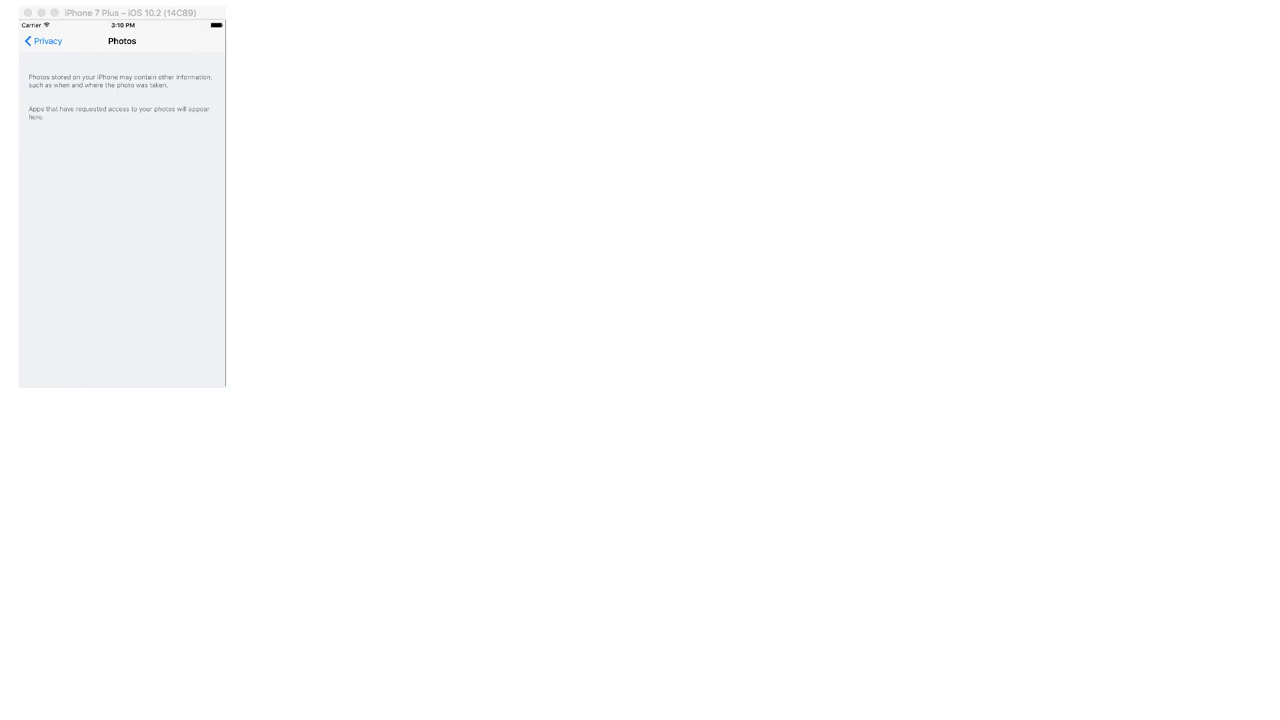 iPhone 7 Plus – iOS 10.2 (14C89)
Carrier 3:10 PM
Privacy Photos
Photos stored on your iPhone may contain other information,
such as when and where the photo was taken.
Apps that have requested access to your photos will appear
here.